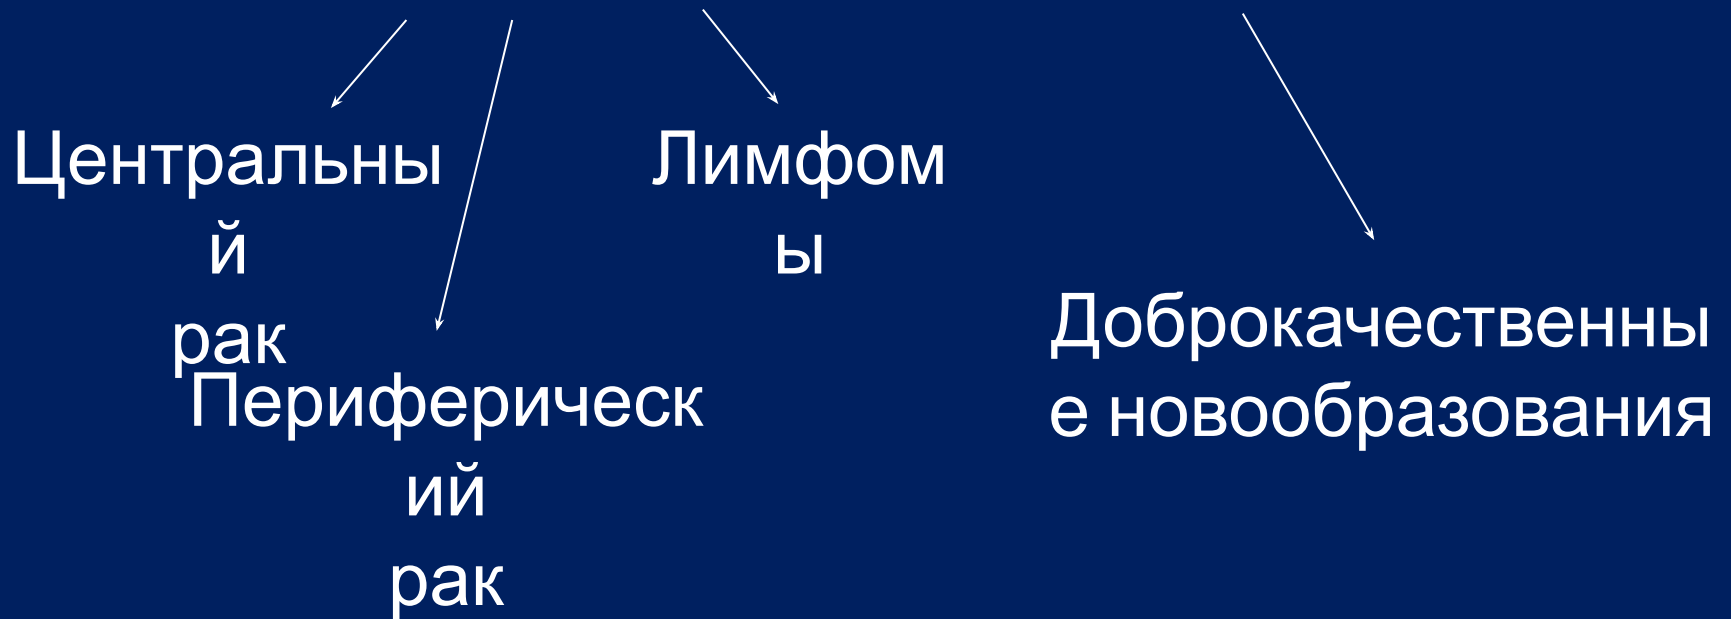 Центральны
й
рак
Периферическ
ий
рак
Лимфом
ы
Доброкачественны
е новообразования